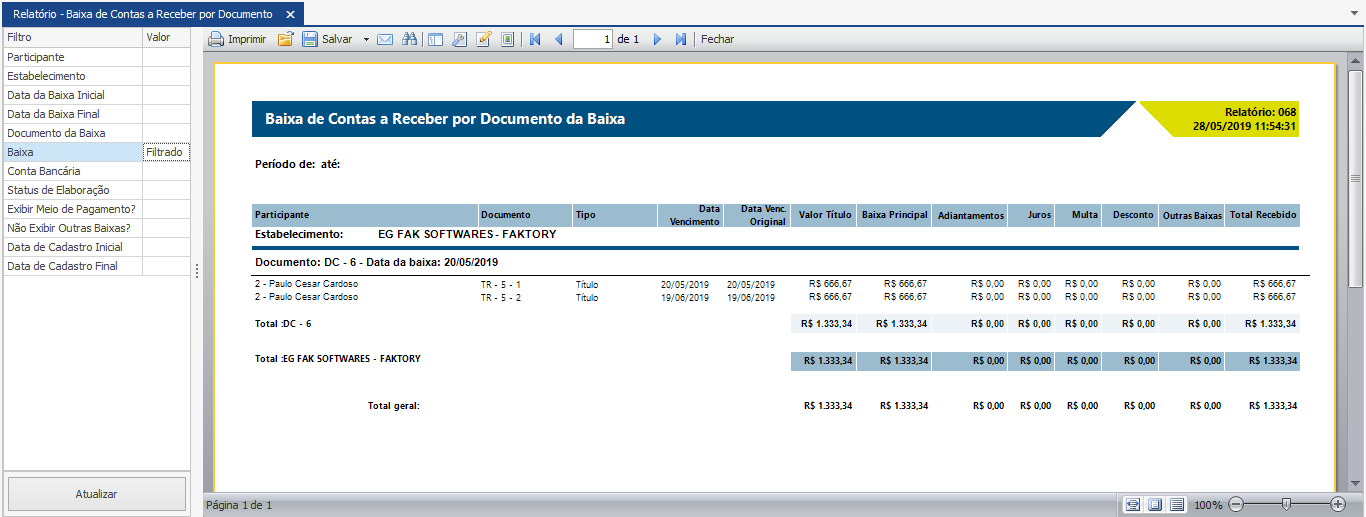 Relatório - Baixa de Contas a Receber por Documento
Filtro Valor
Participante
Estabelecimento
Data da Baixa Inicial
Data da Baixa Final
Documento da Baixa
Baixa Filtrado
Conta Bancária
Status de Elaboração
Exibir Meio de Pagamento?
Não Exibir Outras Baixas?
Data de Cadastro Inicial
Data de Cadastro Final
Atualizar
Imprimir Salvar 1 de 1 Fechar
Baixa de Contas a Receber por Documento da Baixa
Relatório: 068
28/05/2019 11:54:31
Período de: até:
Participante Documento Tipo Data Vencimento Data Venc. Original Valor Título Baixa Principal Adiantamentos Juros Multa Desconto Outras Baixas Total Recebido
Estabelecimento: EG FAK SOFTWARES - FAKTORY
Documento: DC - 6 - Data da baixa: 20/05/2019
2 - Paulo Cesar Cardoso TR - 5 - 1 Título 20/05/2019 20/05/2019 R$ 666,67 R$ 666,67 R$ 0,00 R$ 0,00 R$ 0,00 R$ 0,00 R$ 0,00 R$ 666,67
2 - Paulo Cesar Cardoso TR - 5 - 2 Título 19/06/2019 19/06/2019 R$ 666,67 R$ 666,67 R$ 0,00 R$ 0,00 R$ 0,00 R$ 0,00 R$ 0,00 R$ 666,67
Total :DC - 6 R$ 1.333,34 R$ 1.333,34 R$ 0,00 R$ 0,00 R$ 0,00 R$ 0,00 R$ 0,00 R$ 1.333,34
Total :EG FAK SOFTWARES - FAKTORY R$ 1.333,34 R$ 1.333,34 R$ 0,00 R$ 0,00 R$ 0,00 R$ 0,00 R$ 0,00 R$ 1.333,34
Total geral: R$ 1.333,34 R$ 1.333,34 R$ 0,00 R$ 0,00 R$ 0,00 R$ 0,00 R$ 0,00 R$ 1.333,34
Página 1 de 1 100%